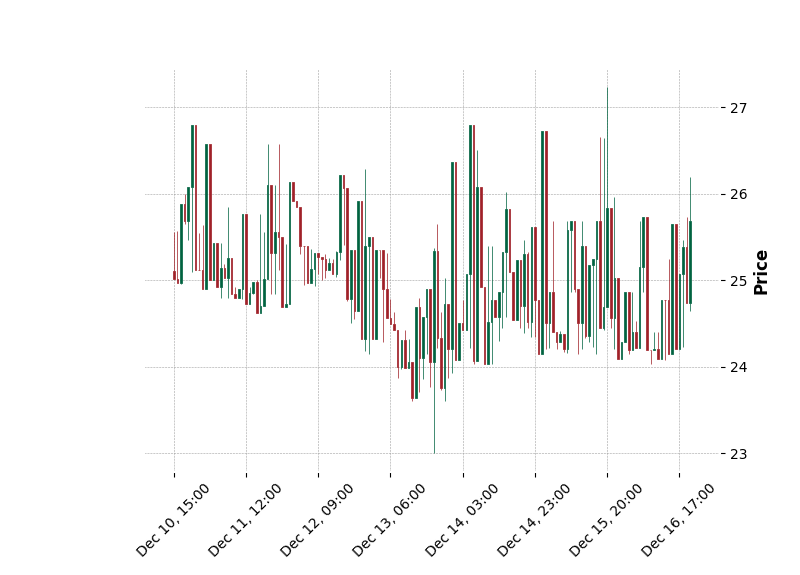 27
26
25
24
23
Price
Dec 10, 15:00
Dec 11, 12:00
Dec 12, 09:00
Dec 13, 06:00
Dec 14, 03:00
Dec 14, 23:00
Dec 15, 20:00
Dec 16, 17:00